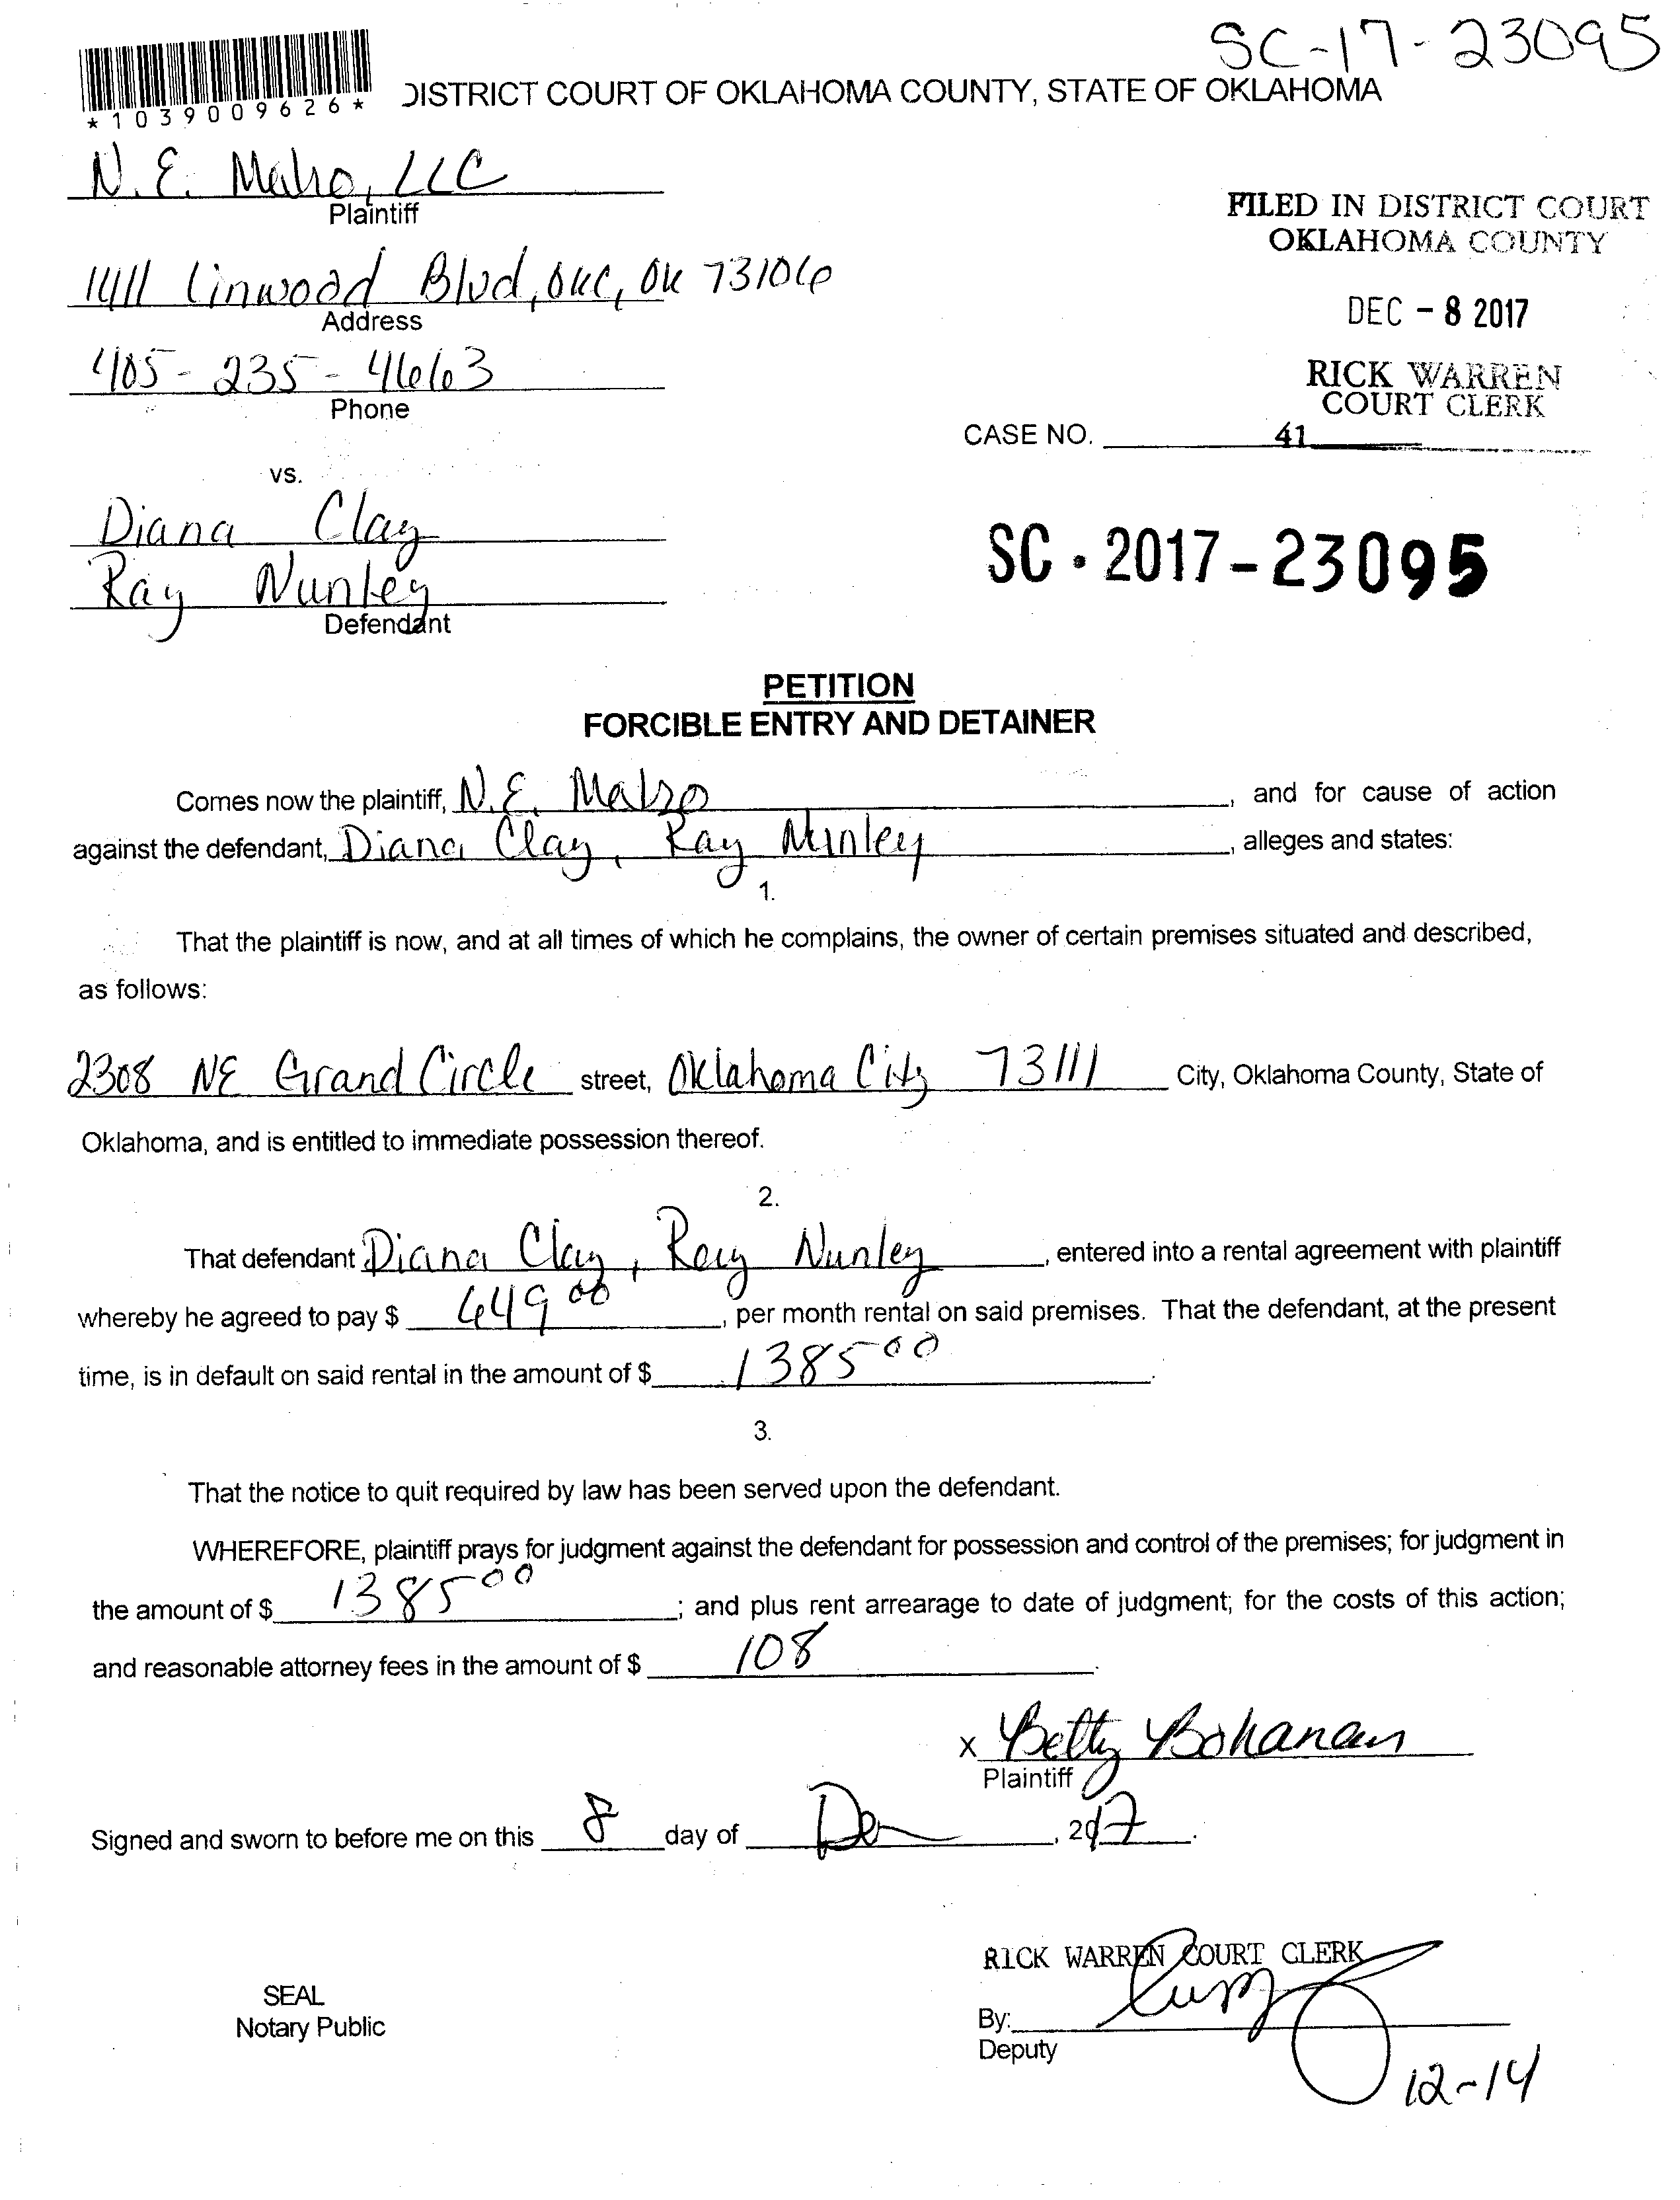 SC-17-23095
*1039009626*
DISTRICT COURT OF OKLAHOMA COUNTY, STATE OF OKLAHOMA
N. E. LLC
Plaintiff
FILED IN DISTRICT COURT
OKLAHOMA COUNTY
1411 Linwood Blvd, OKC, OK 73106
Address
DEC - 8 2017
405-235-4663
Phone
RICK WARREN
COURT CLERK
CASE NO. 41
vs.
Diana Clay
Ray Nunley
Defendant
SC · 2017-23095
PETITION
FORCIBLE ENTRY AND DETAINER
Comes now the plaintiff, N. E. , and for cause of action
against the defendant, Diana Clay, Ray Nunley, alleges and states:
1.
That the plaintiff is now, and at all times of which he complains, the owner of certain premises situated and described,
as follows:
2308 NE Grand Circle street, Oklahoma City 73111 City, Oklahoma County, State of
Oklahoma, and is entitled to immediate possession thereof.
2.
That defendant Diana Clay, Ray Nunley, entered into a rental agreement with plaintiff
whereby he agreed to pay $ 649 00, per month rental on said premises. That the defendant, at the present
time, is in default on said rental in the amount of $ 1385 00.
3.
That the notice to quit required by law has been served upon the defendant.
WHEREFORE, plaintiff prays for judgment against the defendant for possession and control of the premises; for judgment in
the amount of $ 1385 00; and plus rent arrearage to date of judgment; for the costs of this action;
and reasonable attorney fees in the amount of $ 108.
x Betty Bohanan
Plaintiff
Signed and sworn to before me on this 8 day of De, 2017.
RICK WARREN COURT CLERK
SEAL
Notary Public
By:
Deputy
12-14